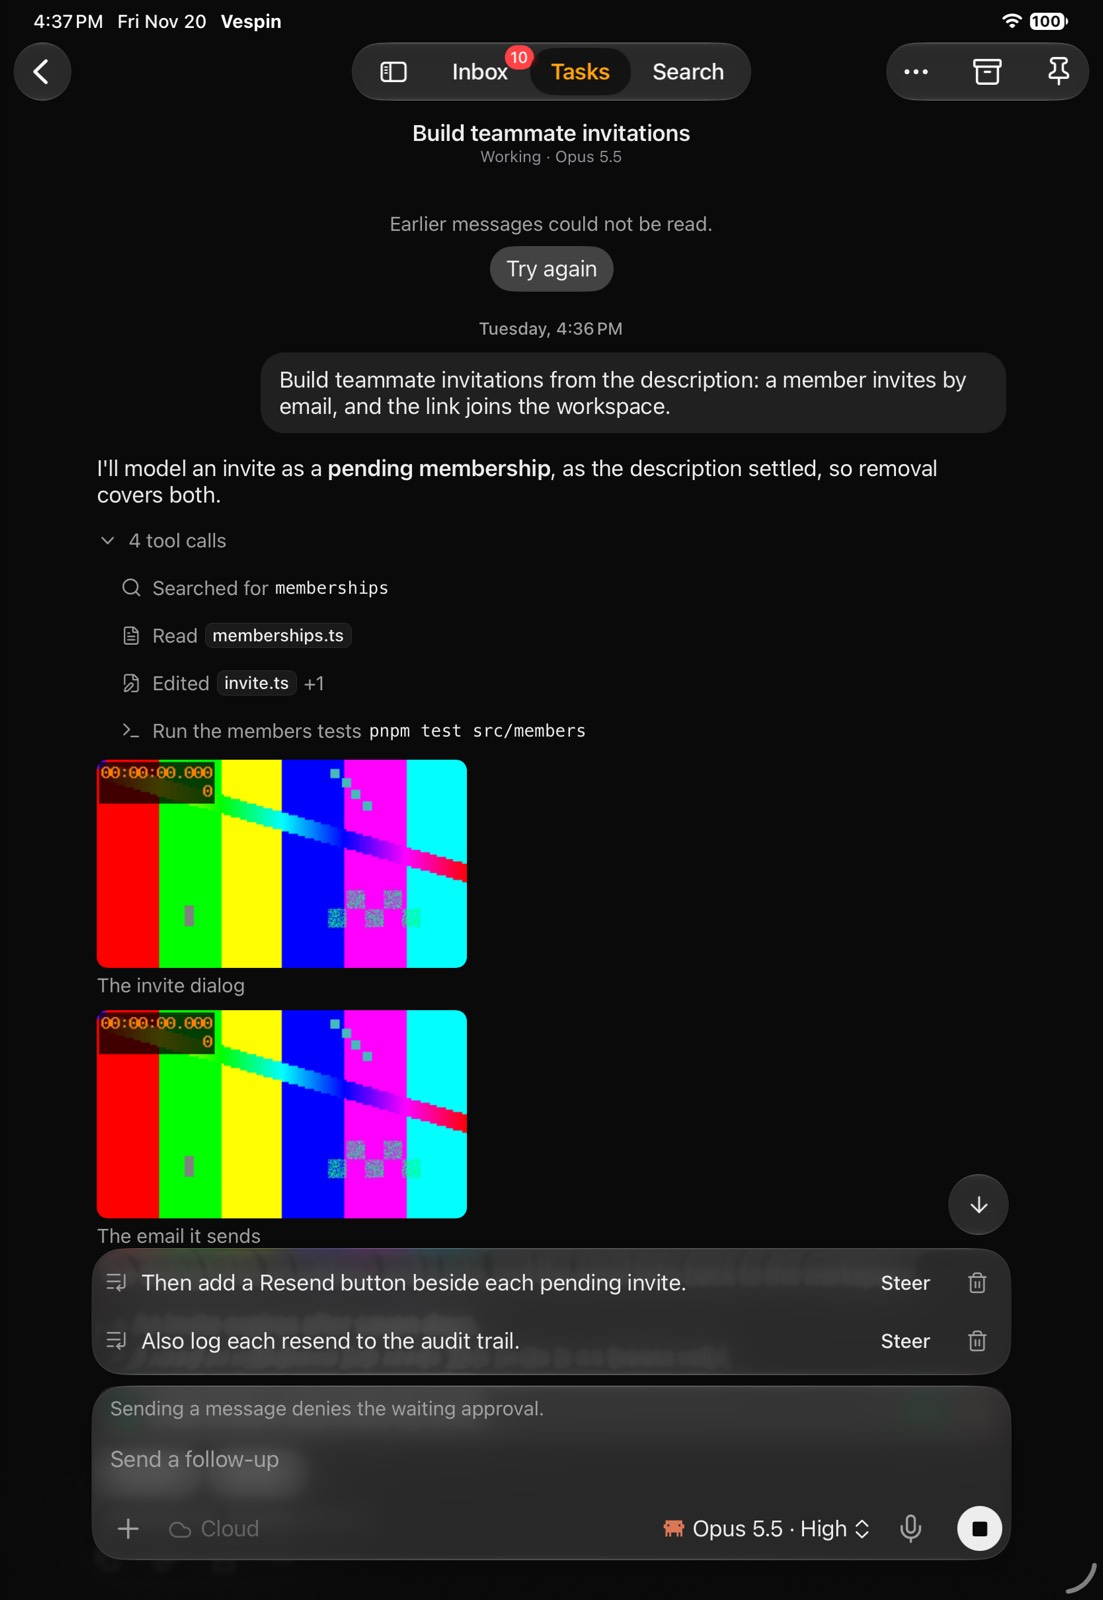 4:37 PM Fri Nov 20 Vespin
100
Inbox 10 Tasks Search
Build teammate invitations
Working · Opus 5.5
Earlier messages could not be read.
Try again
Tuesday, 4:36 PM
Build teammate invitations from the description: a member invites by
email, and the link joins the workspace.
I'll model an invite as a pending membership, as the description settled, so removal
covers both.
4 tool calls
Searched for memberships
Read memberships.ts
Edited invite.ts +1
Run the members tests pnpm test src/members
00:00:00.000
0
The invite dialog
00:00:00.000
0
The email it sends
Then add a Resend button beside each pending invite. Steer
Also log each resend to the audit trail. Steer
Sending a message denies the waiting approval.
Send a follow-up
Cloud Opus 5.5 · High